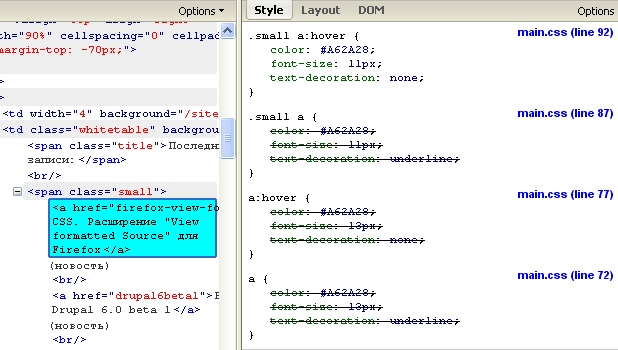 Options
th="90%" cellspacing="0" cellpad
margin-top: -70px;">
>
>
<td width="4" background="/site
<td class="whitetable" backgrou
<span class="title">Последн
записи:</span>
<br/>
<span class="small">
<a href="firefox-view-fo
CSS. Расширение "View
formatted Source" для
Firefox</a>
(новость)
<br/>
<a href="drupal6beta1">
Drupal 6.0 beta 1</a>
(новость)
<br/>
Style Layout DOM Options
.small a:hover { main.css (line 92)
color: #A62A28;
font-size: 11px;
text-decoration: none;
}
.small a { main.css (line 87)
color: #A62A28;
font-size: 11px;
text-decoration: underline;
}
a:hover { main.css (line 77)
color: #A62A28;
font-size: 13px;
text-decoration: none;
}
a { main.css (line 72)
color: #A62A28;
font-size: 13px;
text-decoration: underline;
}